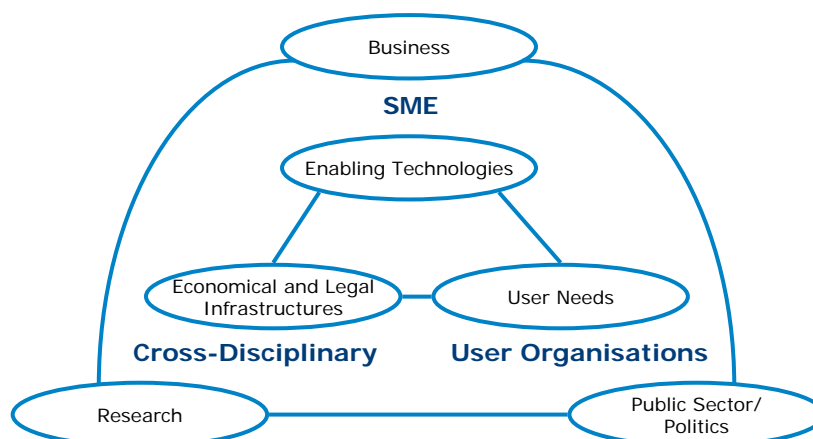 Business
SME
Enabling Technologies
Economical and Legal
Infrastructures
User Needs
Cross-Disciplinary
User Organisations
Research
Public Sector/
Politics